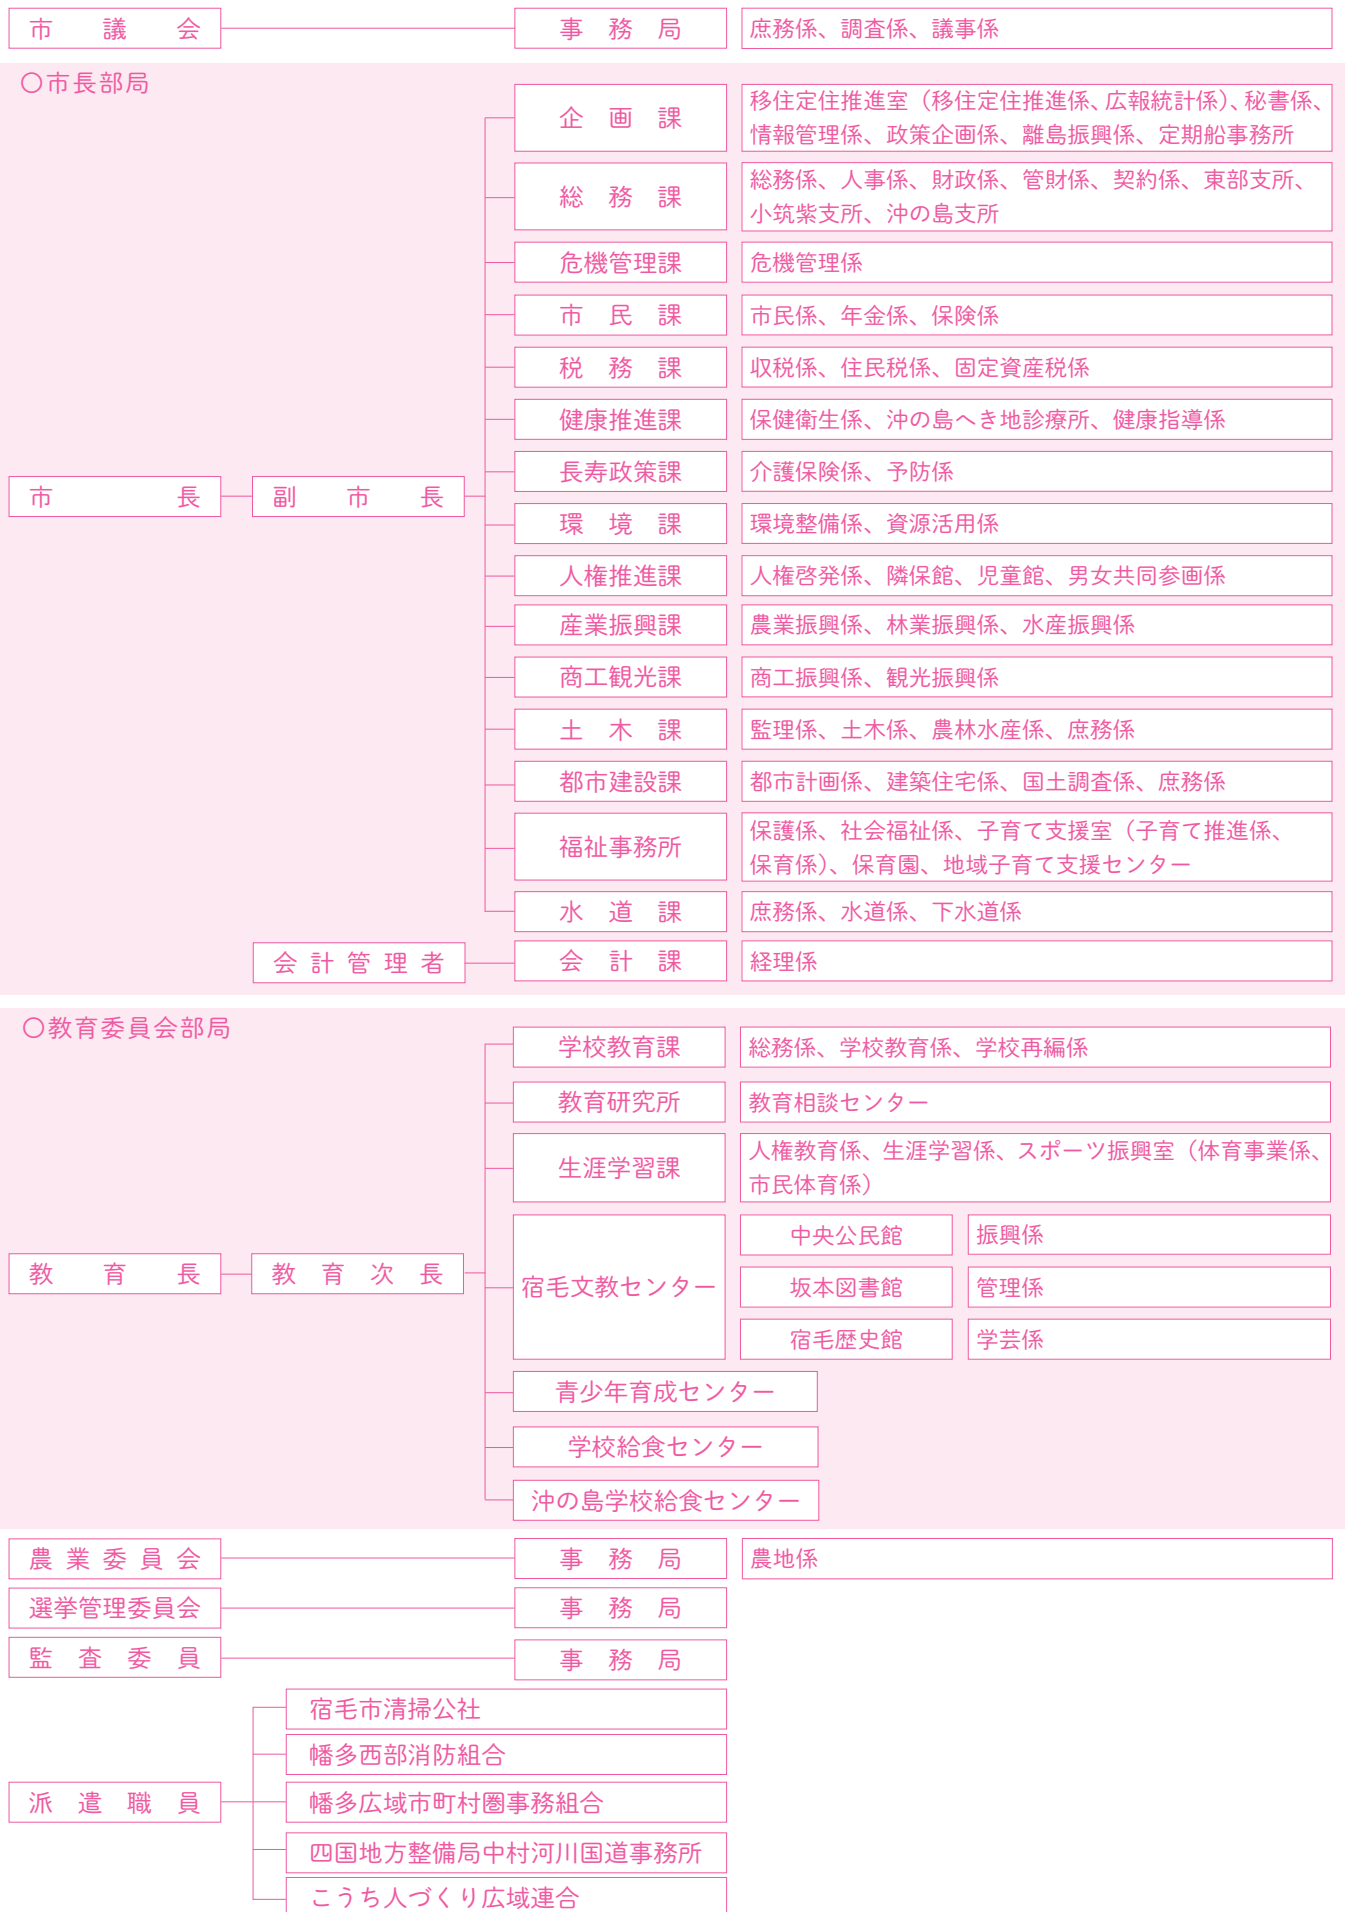 市議会
事務局
庶務係、調査係、議事係
〇市長部局
企画課
移住定住推進室（移住定住推進係、広報統計係）、秘書係、
情報管理係、政策企画係、離島振興係、定期船事務所
総務課
総務係、人事係、財政係、管財係、契約係、東部支所、
小筑紫支所、沖の島支所
危機管理課
危機管理係
市民課
市民係、年金係、保険係
税務課
収税係、住民税係、固定資産税係
健康推進課
保健衛生係、沖の島へき地診療所、健康指導係
長寿政策課
介護保険係、予防係
市長
副市長
環境課
環境整備係、資源活用係
人権推進課
人権啓発係、隣保館、児童館、男女共同参画係
産業振興課
農業振興係、林業振興係、水産振興係
商工観光課
商工振興係、観光振興係
土木課
監理係、土木係、農林水産係、庶務係
都市建設課
都市計画係、建築住宅係、国土調査係、庶務係
福祉事務所
保護係、社会福祉係、子育て支援室（子育て推進係、
保育係）、保育園、地域子育て支援センター
水道課
庶務係、水道係、下水道係
会計管理者
会計課
経理係
〇教育委員会部局
学校教育課
総務係、学校教育係、学校再編係
教育研究所
教育相談センター
生涯学習課
人権教育係、生涯学習係、スポーツ振興室（体育事業係、
市民体育係）
教育長
教育次長
宿毛文教センター
中央公民館
振興係
坂本図書館
管理係
宿毛歴史館
学芸係
青少年育成センター
学校給食センター
沖の島学校給食センター
農業委員会
事務局
農地係
選挙管理委員会
事務局
監査委員
事務局
派遣職員
宿毛市清掃公社
幡多西部消防組合
幡多広域市町村圏事務組合
四国地方整備局中村河川国道事務所
こうち人づくり広域連合